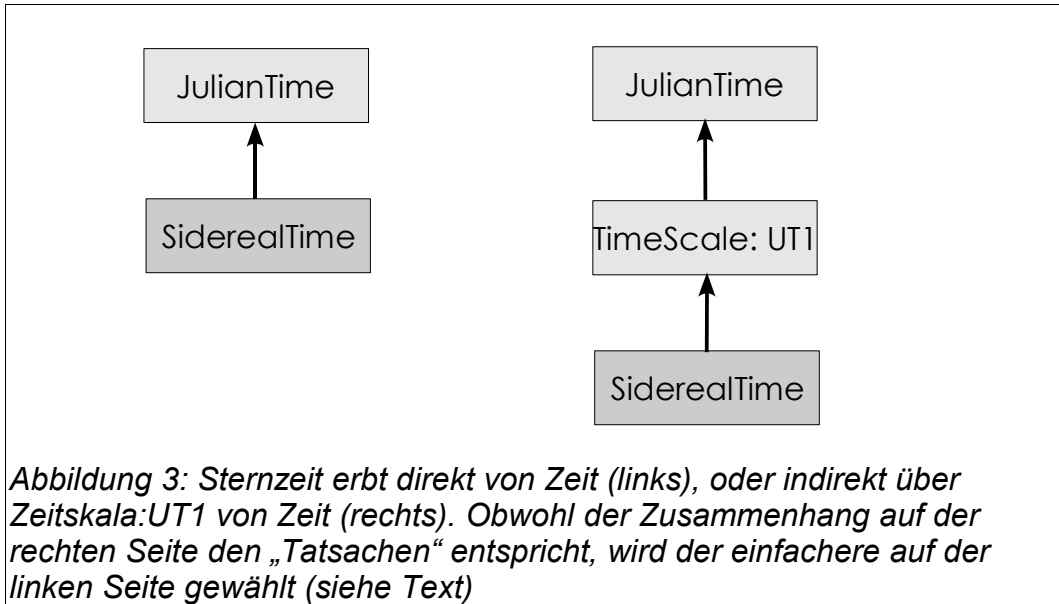 JulianTime
SiderealTime
JulianTime
TimeScale: UT1
SiderealTime
Abbildung 3: Sternzeit erbt direkt von Zeit (links), oder indirekt über
Zeitskala:UT1 von Zeit (rechts). Obwohl der Zusammenhang auf der
rechten Seite den „Tatsachen“ entspricht, wird der einfachere auf der
linken Seite gewählt (siehe Text)